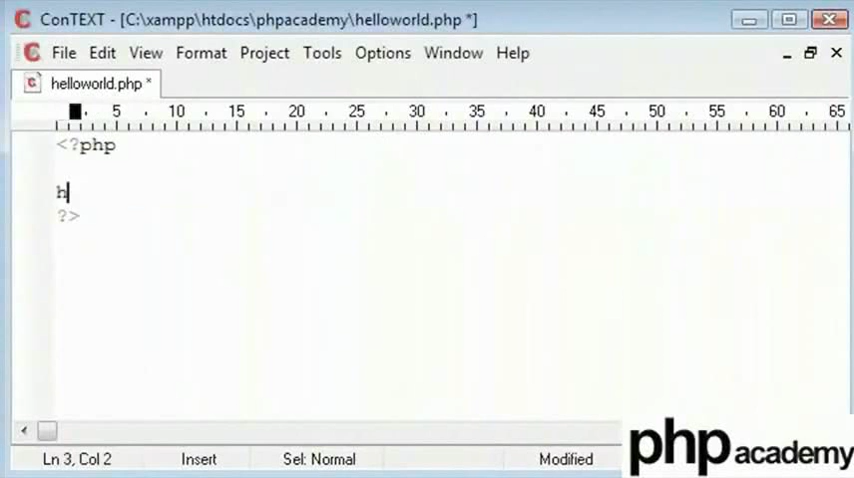 ConTEXT - [C:\xampp\htdocs\phpacademy\helloworld.php *]
File Edit View Format Project Tools Options Window Help
helloworld.php *
5 10 15 20 25 30 35 40 45 50 55 60 65
<?php
h
?>
Ln 3, Col 2 Insert Sel: Normal Modified
php academy